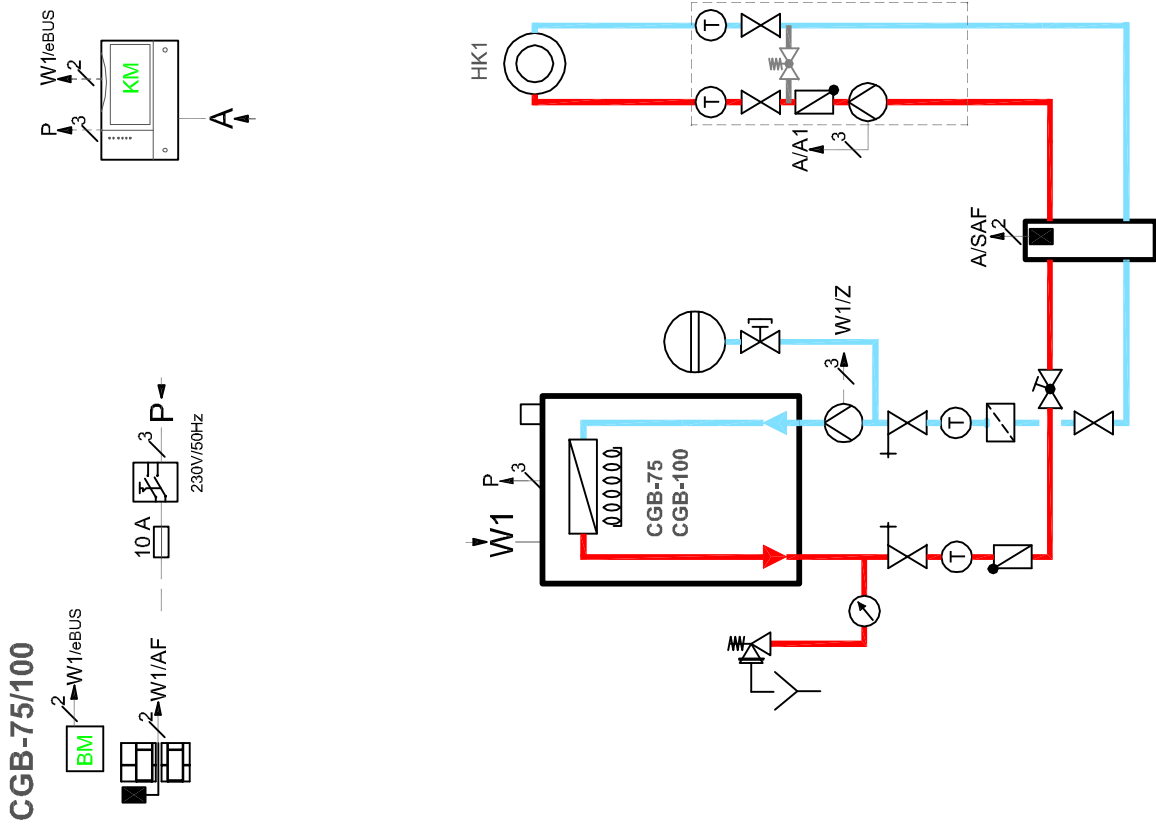 CGB-75/100
BM
2
W1/eBUS
2
W1/AF
10 A
3
P
230V/50Hz
P
3
2
W1/eBUS
KM
A
W1
P
3
CGB-75
CGB-100
3
W1/Z
T
T
A/SAF
2
HK1
T
T
A/A1
3